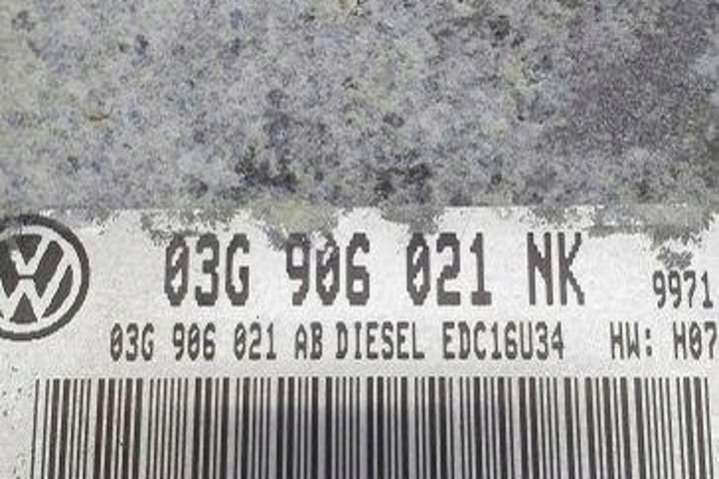 03G 906 021 NK 9971
03G 906 021 AB DIESEL EDC16U34 HW: H07